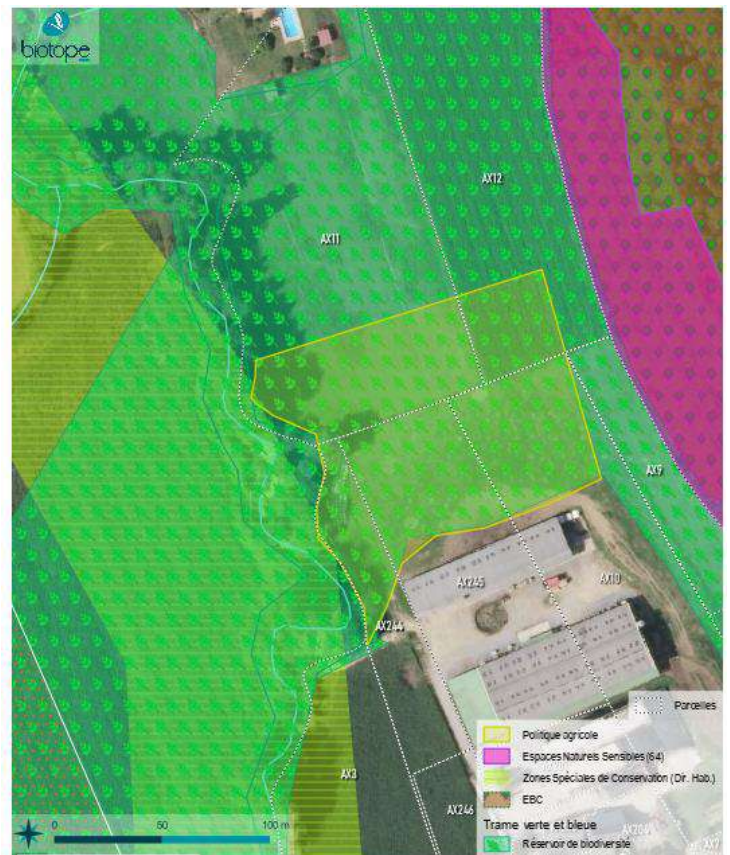 biotope
AX12
AX11
AX9
AX245
AX10
AX244
Parcelles
Politique agricole
Espaces Naturels Sensibles (64)
Zones Spéciales de Conservation (Dir. Hab.)
EBC
Trame verte et bleue
Réservoir de biodiversité
AX3
AX246
0 50 100 m